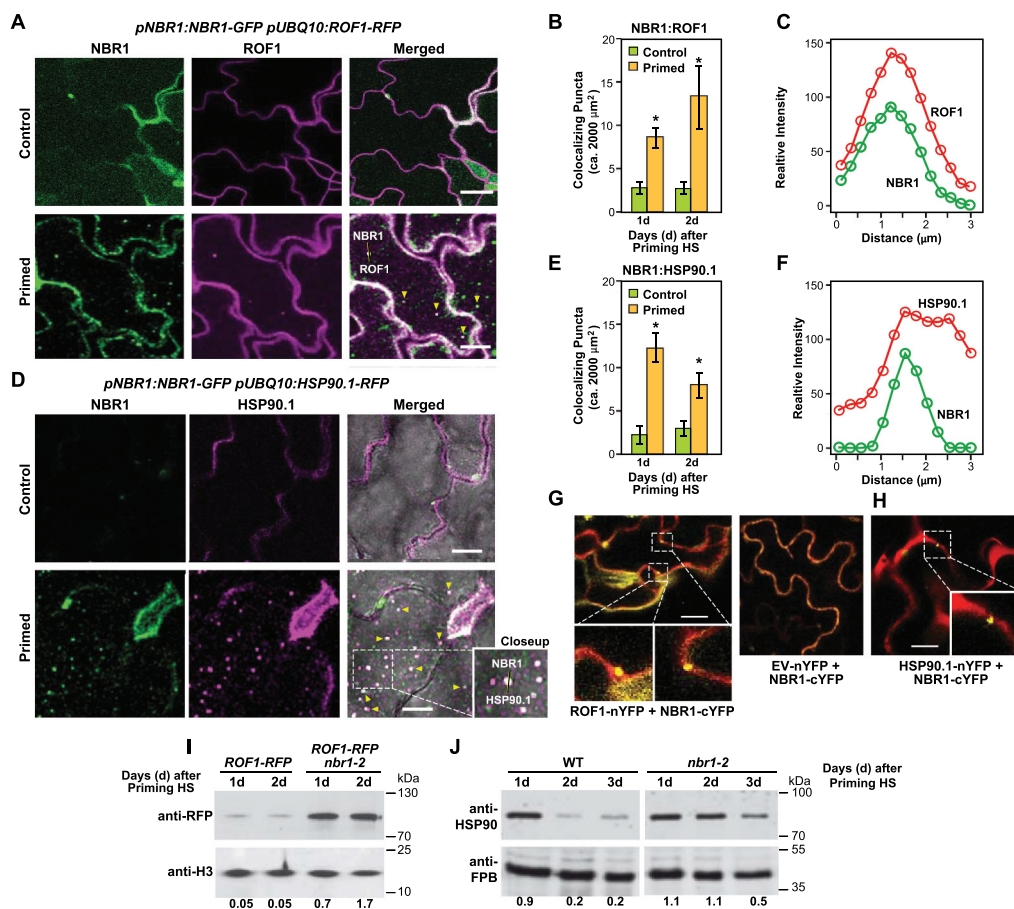 A
pNBR1:NBR1-GFP pUBQ10:ROF1-RFP
NBR1 ROF1 Merged
Control
Primed
NBR1
ROF1
B
NBR1:ROF1
Control
Primed
Colocalizing Puncta
(ca. 2000 μm²)
20
15
10
5
0
* *
1d 2d
Days (d) after
Priming HS
C
Realtive Intensity
150
100
50
0
ROF1
NBR1
0 1 2 3
Distance (μm)
D
pNBR1:NBR1-GFP pUBQ10:HSP90.1-RFP
NBR1 HSP90.1 Merged
Control
Primed
Closeup
NBR1
HSP90.1
E
NBR1:HSP90.1
Control
Primed
Colocalizing Puncta
(ca. 2000 μm²)
20
15
10
5
0
* *
1d 2d
Days (d) after
Priming HS
F
Realtive Intensity
150
100
50
0
HSP90.1
NBR1
0 1 2 3
Distance (μm)
G
ROF1-nYFP + NBR1-cYFP
EV-nYFP +
NBR1-cYFP
H
HSP90.1-nYFP +
NBR1-cYFP
I
ROF1-RFP
ROF1-RFP
nbr1-2
Days (d) after
Priming HS
1d 2d 1d 2d
kDa
130
anti-RFP
70
25
anti-H3
10
0.05 0.05 0.7 1.7
J
WT nbr1-2
Days (d) after
Priming HS
1d 2d 3d 1d 2d 3d
kDa
100
anti-
HSP90
70
55
anti-
FPB
35
0.9 0.2 0.2 1.1 1.1 0.5